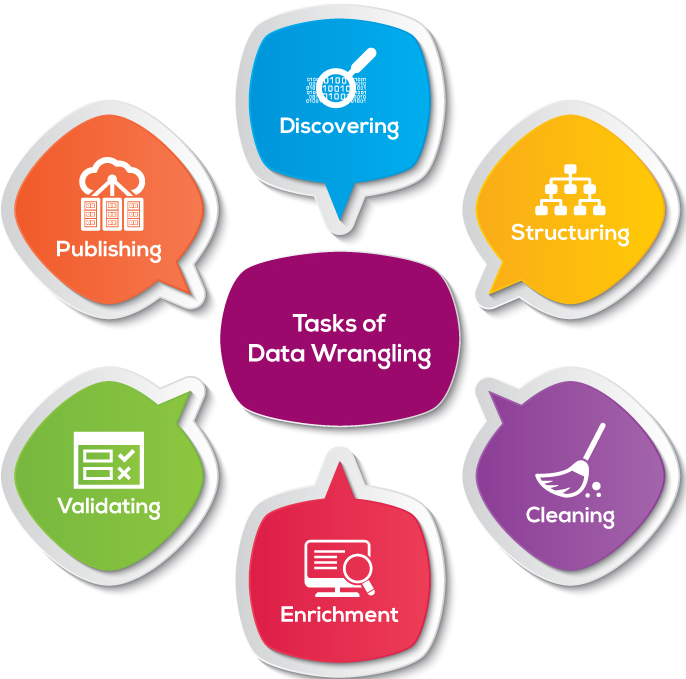 Discovering
Structuring
Cleaning
Enrichment
Validating
Publishing
Tasks of
Data Wrangling